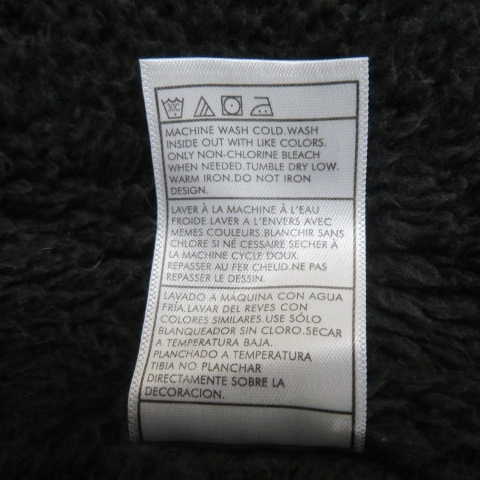 30C
MACHINE WASH COLD.WASH
INSIDE OUT WITH LIKE COLORS.
ONLY NON-CHLORINE BLEACH
WHEN NEEDED.TUMBLE DRY LOW.
WARM IRON.DO NOT IRON
DESIGN.
LAVER À LA MACHINE À L'EAU
FROIDE.LAVER A L'ENVERS AVEC
MEMES COULEURS.BLANCHIR SANS
CHLORE SI NÉ CESSAIRE SECHER À
LA MACHINE CYCLE DOUX.
REPASSER AU FER CHEUD.NE PAS
REPASSER LE DESSIN.
LAVADO A MAQUINA CON AGUA
FRÍA.LAVAR DEL REVES CON
COLORES SIMILARES.USE SÓLO
BLANQUEADOR SIN CLORO.SECAR
A TEMPERATURA BAJA.
PLANCHADO A TEMPERATURA
TIBIA NO PLANCHAR
DIRECTAMENTE SOBRE LA
DECORACION.